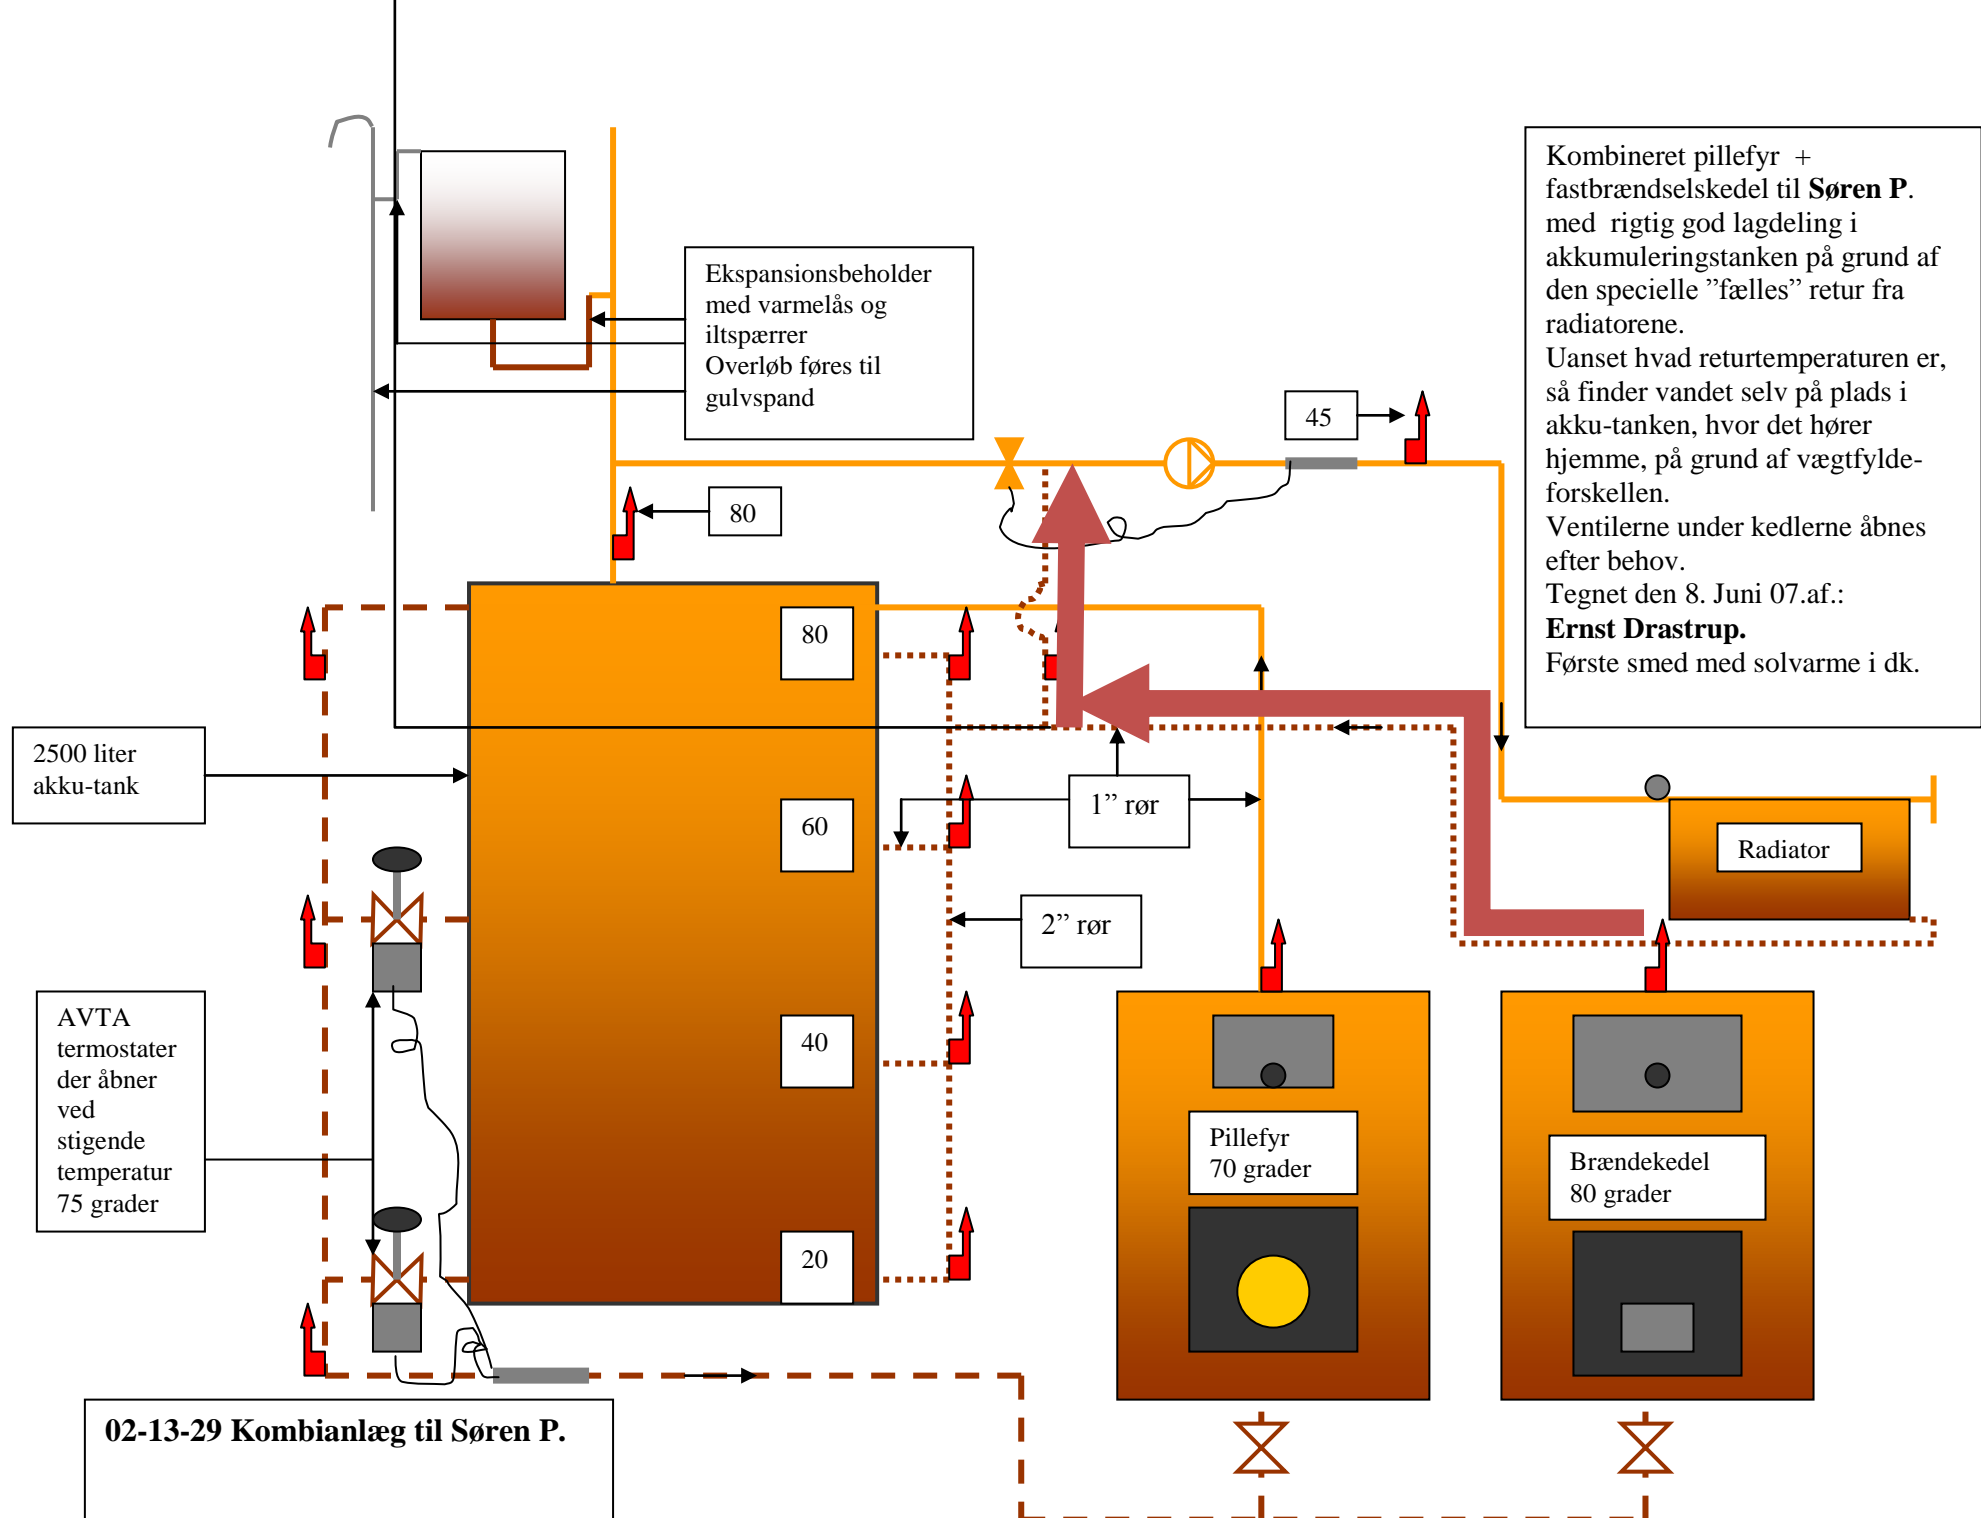 Kombineret pillefyr +
fastbrændselskedel til Søren P.
med rigtig god lagdeling i
akkumuleringstanken på grund af
den specielle ”fælles” retur fra
radiatorene.
Uanset hvad returtemperaturen er,
så finder vandet selv på plads i
akku-tanken, hvor det hører
hjemme, på grund af vægtfylde-
forskellen.
Ventilerne under kedlerne åbnes
efter behov.
Tegnet den 8. Juni 07.af.:
Ernst Drastrup.
Første smed med solvarme i dk.
Ekspansionsbeholder
med varmelås og
iltspærrer
Overløb føres til
gulvspand
45
80
80
2500 liter
akku-tank
60
1” rør
Radiator
2” rør
AVTA
termostater
der åbner
ved
stigende
temperatur
75 grader
40
Pillefyr
70 grader
Brændekedel
80 grader
20
02-13-29 Kombianlæg til Søren P.